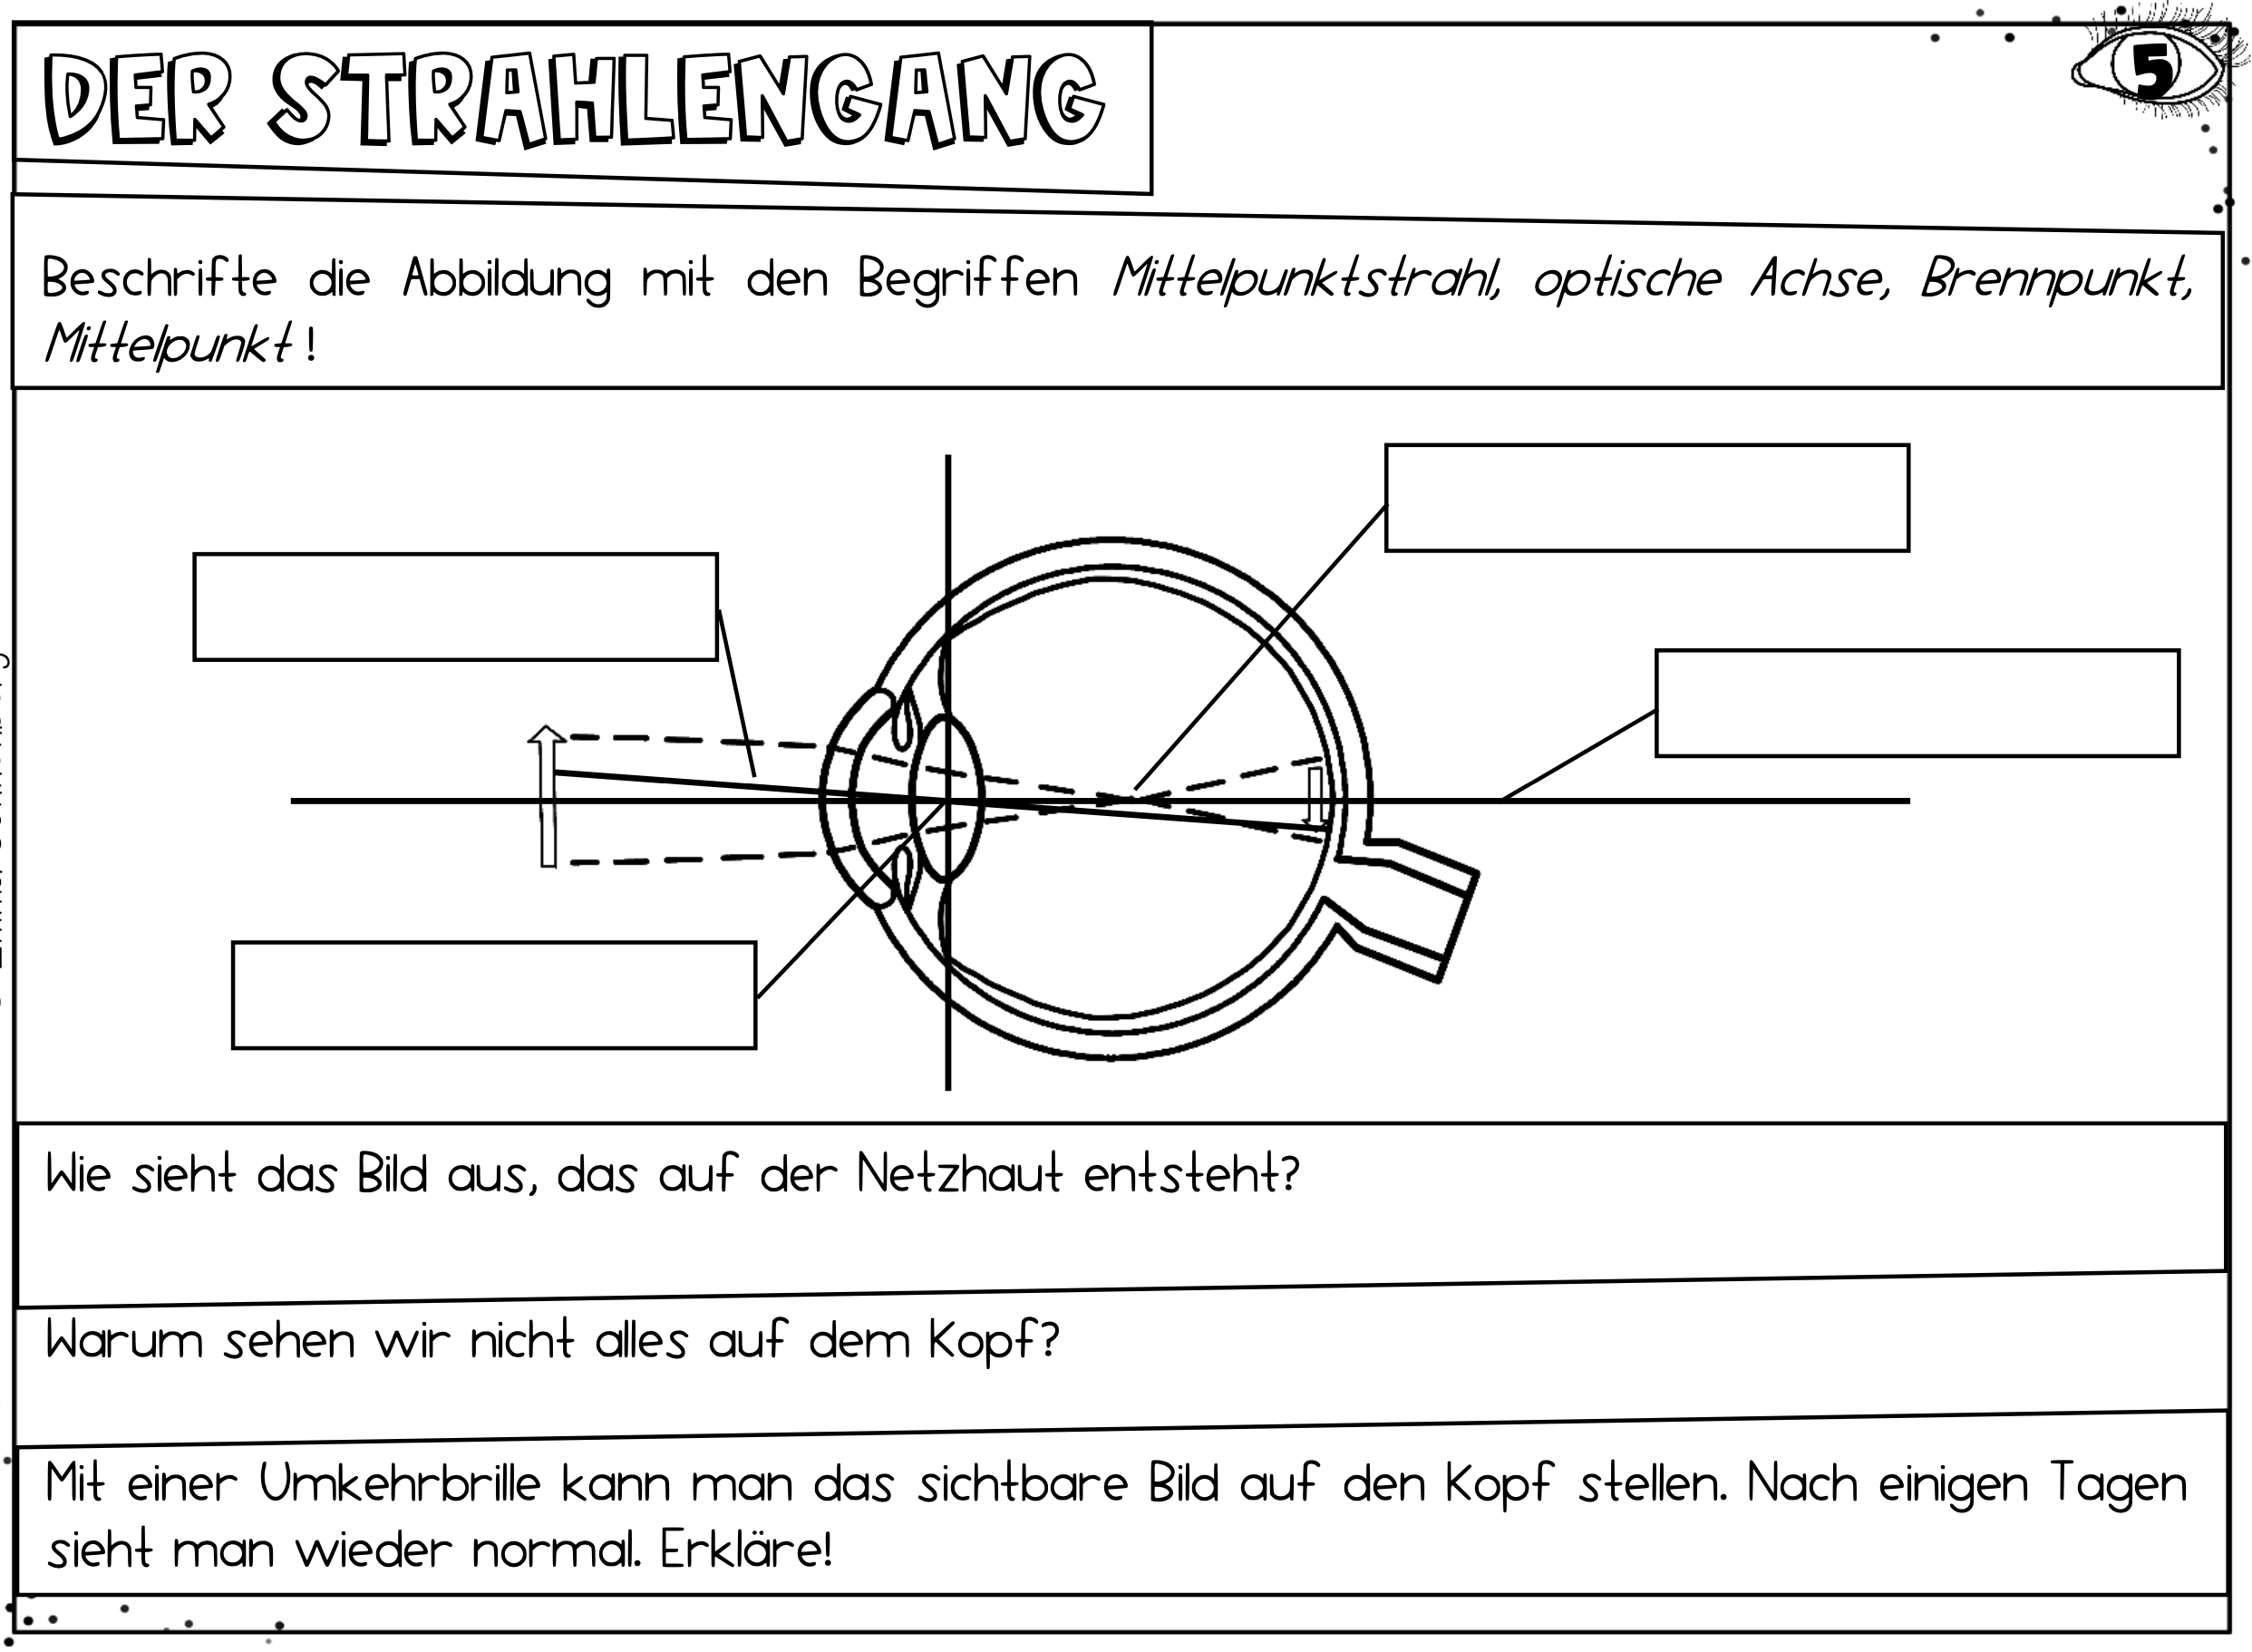 DER STRAHLENGANG
5
Beschrifte die Abbildung mit den Begriffen Mittelpunktstrahl, optische Achse, Brennpunkt,
Mittelpunkt!
Wie sieht das Bild aus, das auf der Netzhaut entsteht?
Warum sehen wir nicht alles auf dem Kopf?
Mit einer Umkehrbrille kann man das sichtbare Bild auf den Kopf stellen. Nach einigen Tagen
sieht man wieder normal. Erkläre!